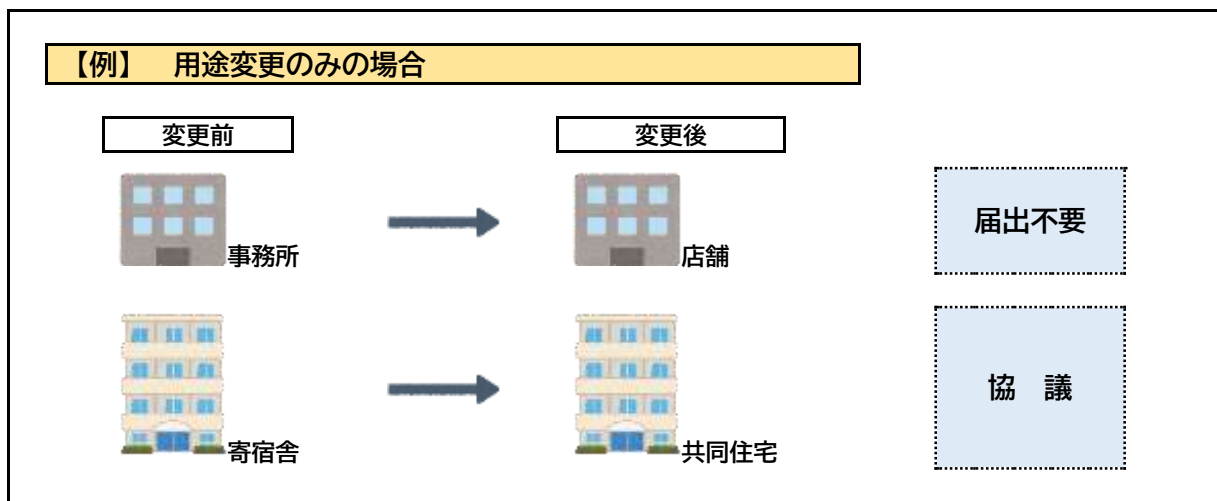 【例】　用途変更のみの場合
変更前
変更後
事務所
店舗
届出不要
寄宿舎
共同住宅
協　議